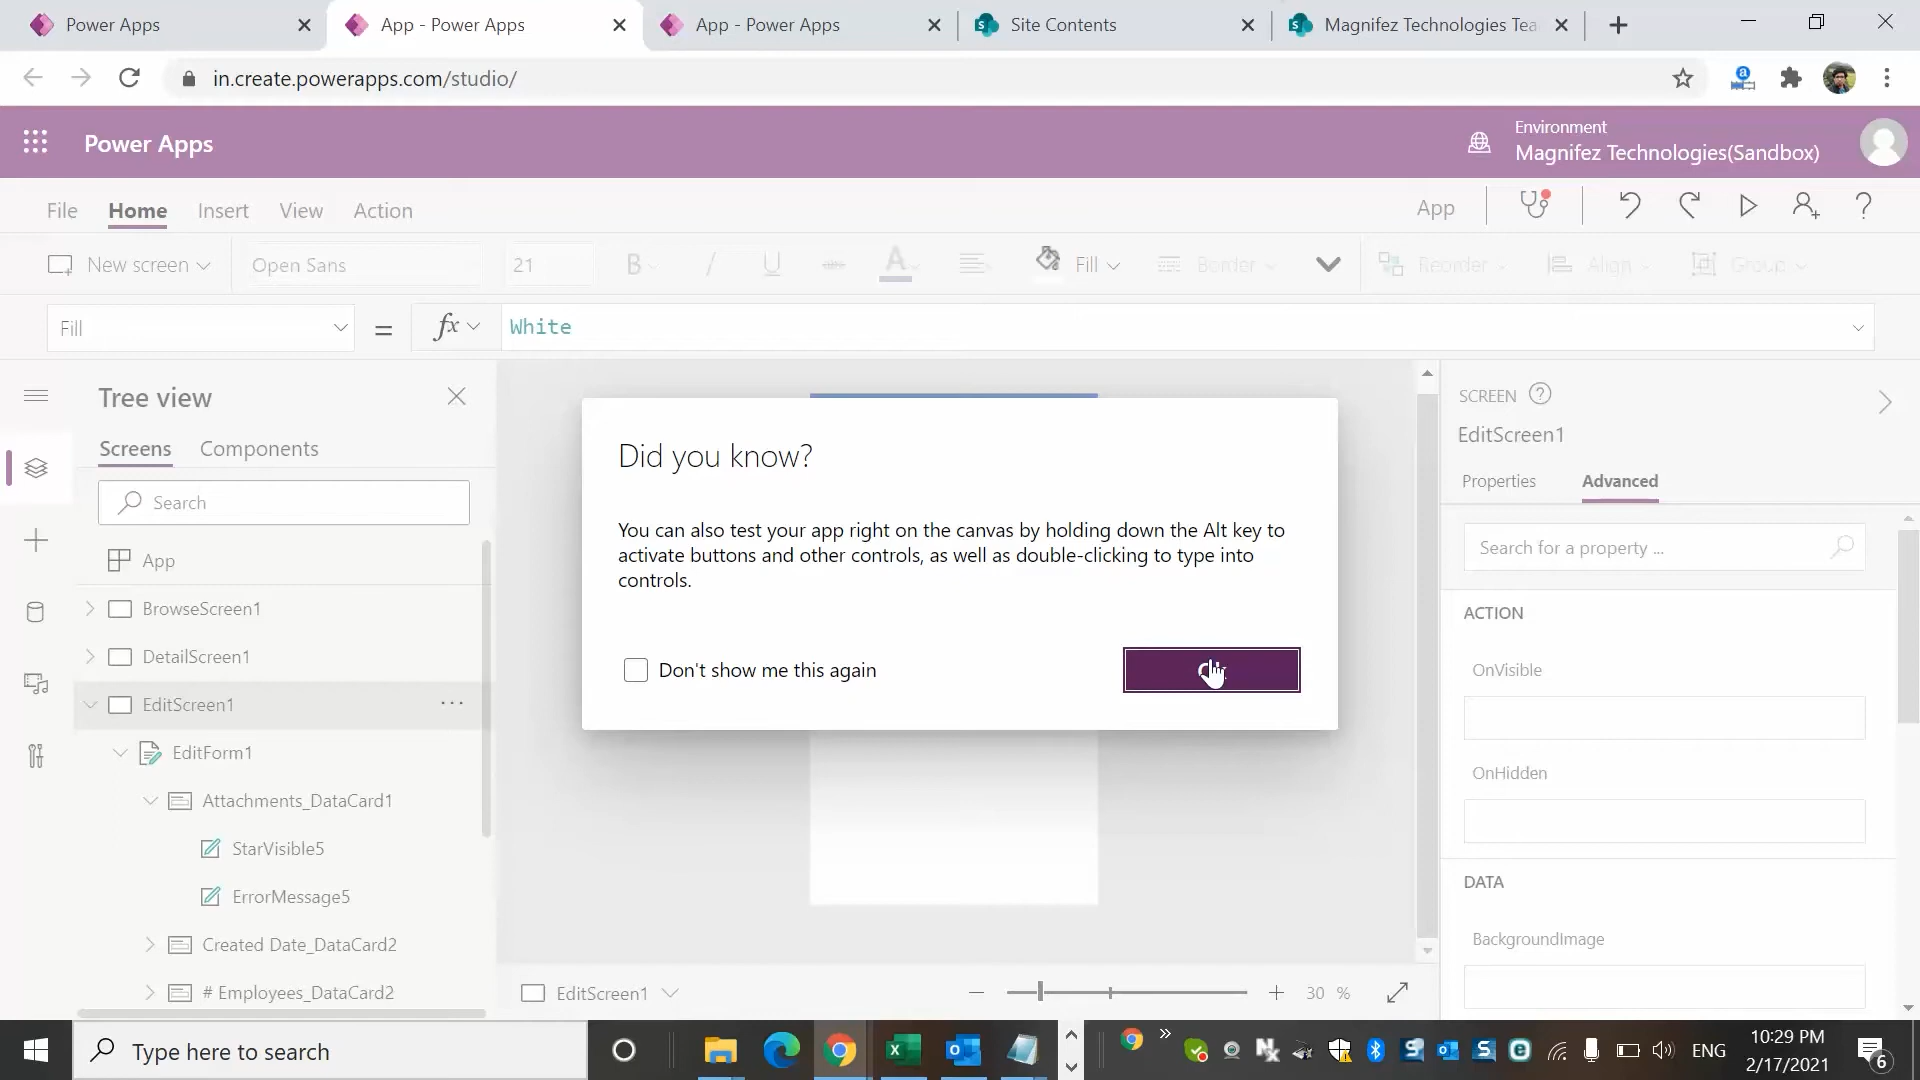 Power Apps
App - Power Apps
App - Power Apps
Site Contents
Magnifez Technologies Tea
in.create.powerapps.com/studio/
Power Apps
Environment
Magnifez Technologies(Sandbox)
File Home Insert View Action
App
New screen
Open Sans
21
B / U abc A
Fill
Border
Reorder
Align
Group
Fill
= fx
White
Tree view
Screens Components
Search
App
BrowseScreen1
DetailScreen1
EditScreen1
EditForm1
Attachments_DataCard1
StarVisible5
ErrorMessage5
Created Date_DataCard2
# Employees_DataCard2
Did you know?
You can also test your app right on the canvas by holding down the Alt key to
activate buttons and other controls, as well as double-clicking to type into
controls.
Don't show me this again
EditScreen1
30 %
SCREEN
EditScreen1
Properties Advanced
Search for a property ...
ACTION
OnVisible
OnHidden
DATA
BackgroundImage
Type here to search
ENG
10:29 PM
2/17/2021
6